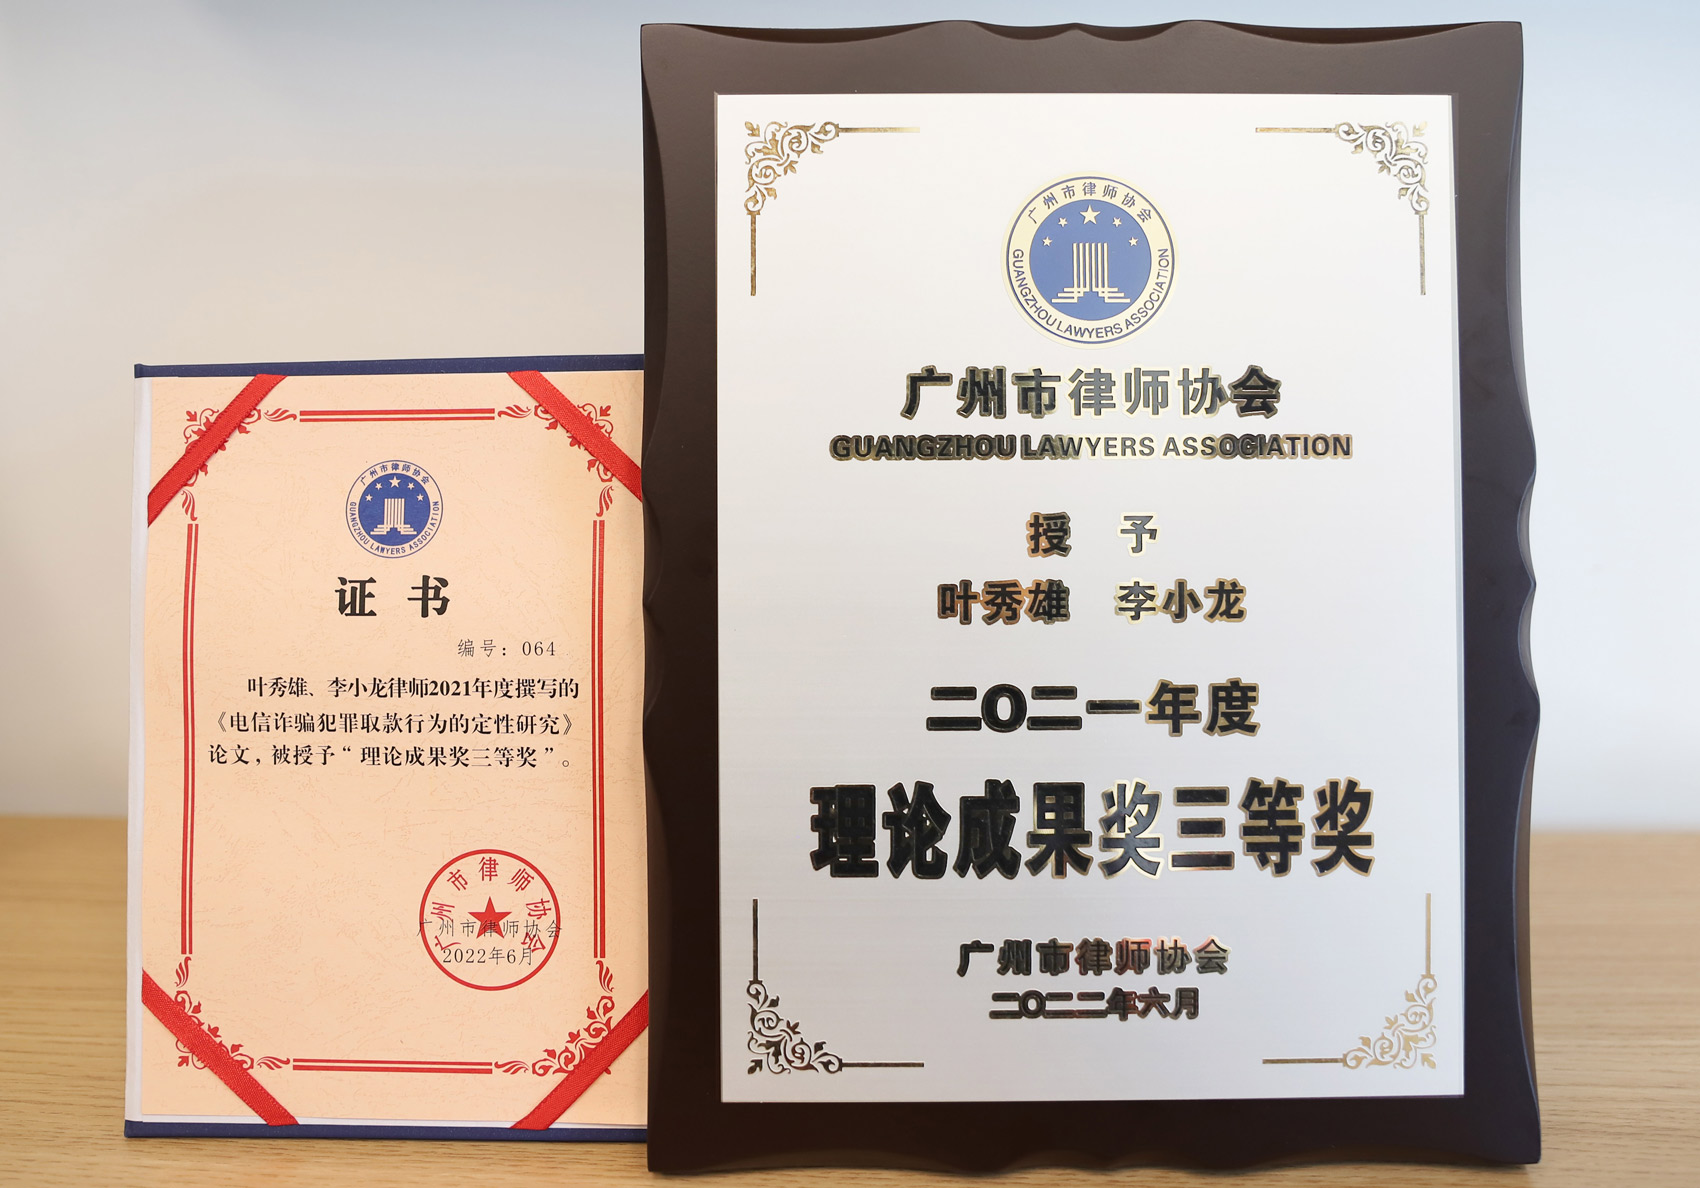 广州市律师协会
GUANGZHOU LAWYERS ASSOCIATION
证书
编号：064
叶秀雄、李小龙律师2021年度撰写的
《电信诈骗犯罪取款行为的定性研究》
论文，被授予“理论成果奖三等奖”。
广州市律师协会
广州市律师协会
2022年6月
广州市律师协会
GUANGZHOU LAWYERS ASSOCIATION
广州市律师协会
GUANGZHOU LAWYERS ASSOCIATION
授 予
叶秀雄 李小龙
二〇二一年度
理论成果奖三等奖
广州市律师协会
二〇二二年六月